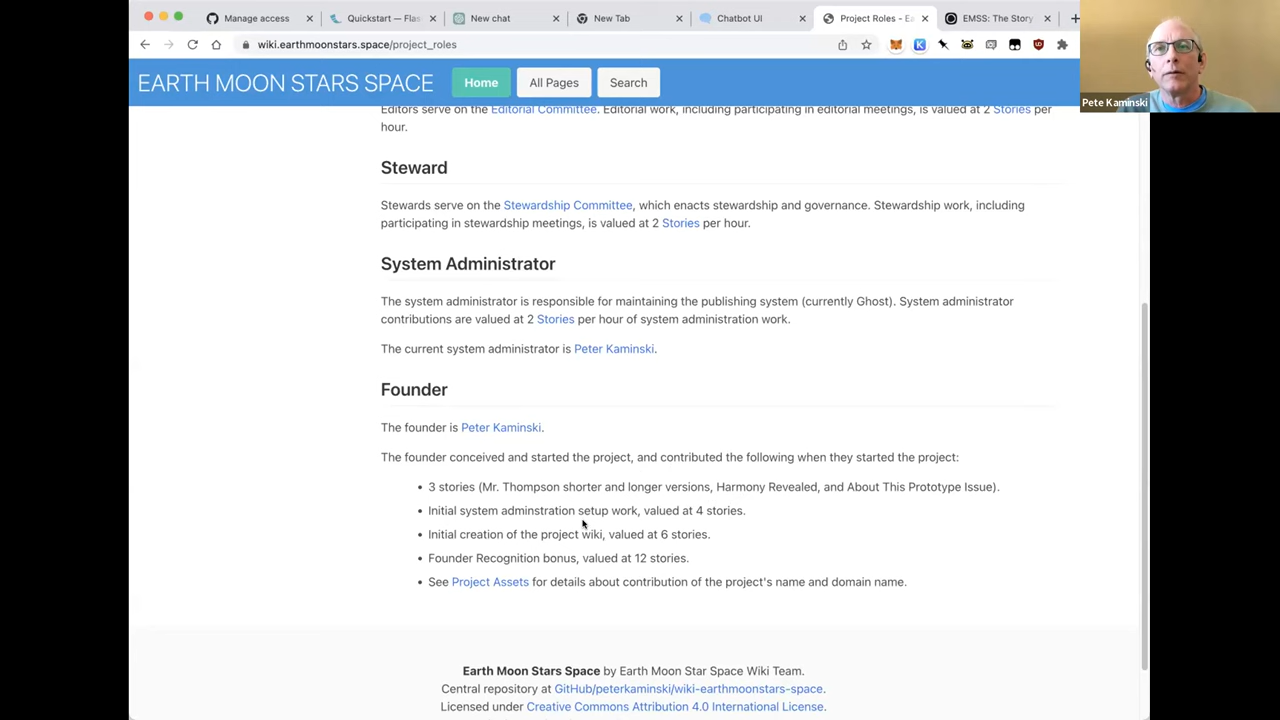 Manage access
Quickstart — Flas
New chat
New Tab
Chatbot UI
Project Roles - Ea
EMSS: The Story
wiki.earthmoonstars.space/project_roles
EARTH MOON STARS SPACE
Home
All Pages
Search
Pete Kaminski
Editors serve on the Editorial Committee. Editorial work, including participating in editorial meetings, is valued at 2 Stories per
hour.
Steward
Stewards serve on the Stewardship Committee, which enacts stewardship and governance. Stewardship work, including
participating in stewardship meetings, is valued at 2 Stories per hour.
System Administrator
The system administrator is responsible for maintaining the publishing system (currently Ghost). System administrator
contributions are valued at 2 Stories per hour of system administration work.
The current system administrator is Peter Kaminski.
Founder
The founder is Peter Kaminski.
The founder conceived and started the project, and contributed the following when they started the project:
• 3 stories (Mr. Thompson shorter and longer versions, Harmony Revealed, and About This Prototype Issue).
• Initial system adminstration setup work, valued at 4 stories.
• Initial creation of the project wiki, valued at 6 stories.
• Founder Recognition bonus, valued at 12 stories.
• See Project Assets for details about contribution of the project's name and domain name.
Earth Moon Stars Space by Earth Moon Star Space Wiki Team.
Central repository at GitHub/peterkaminski/wiki-earthmoonstars-space.
Licensed under Creative Commons Attribution 4.0 International License.